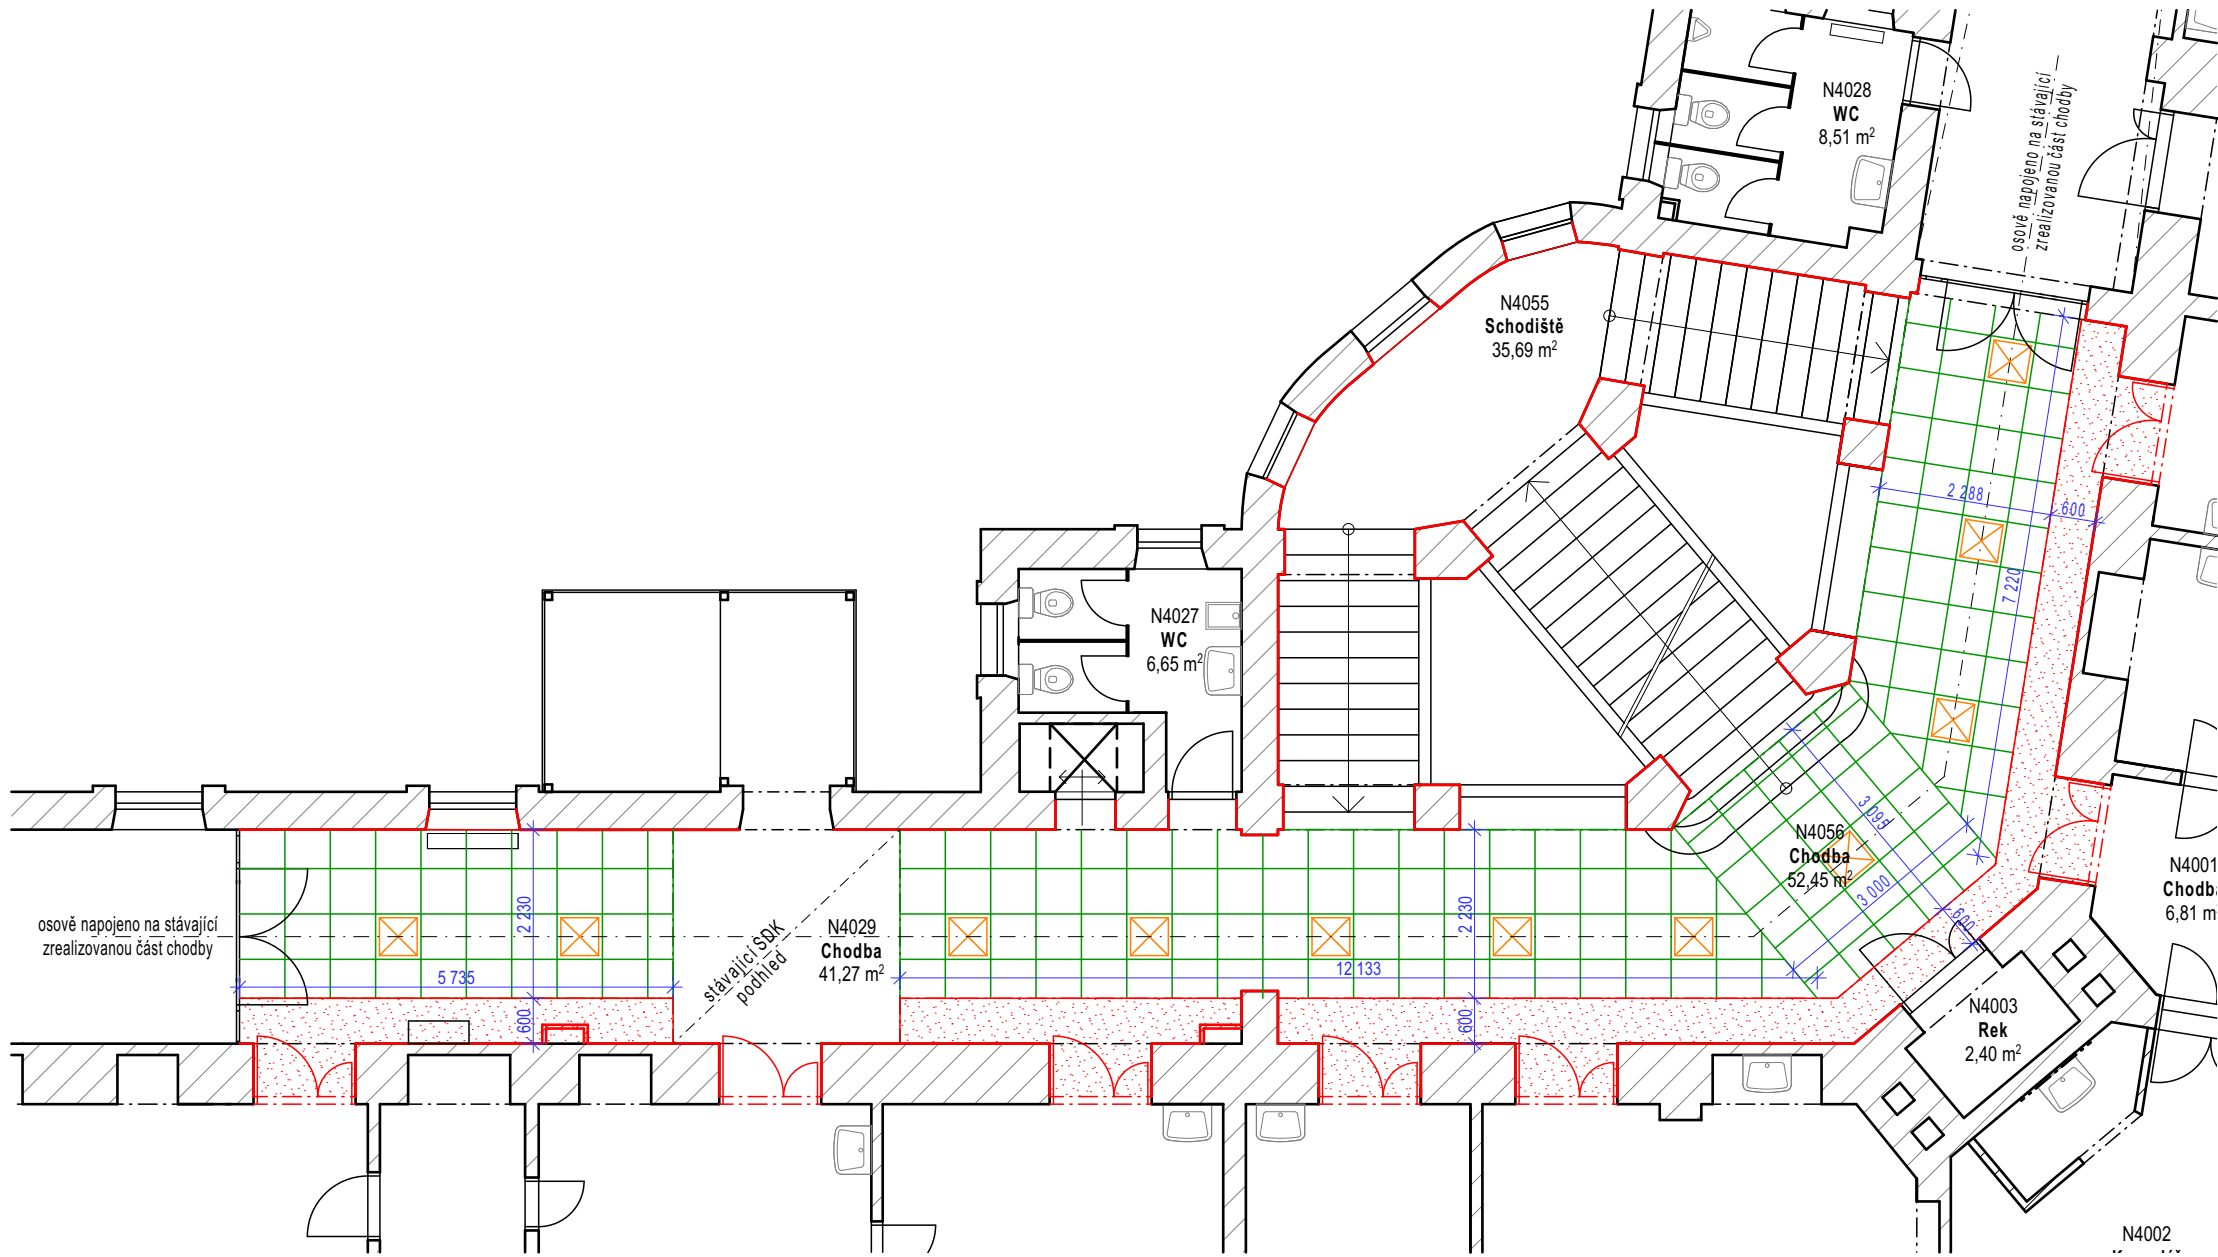 N4028
WC
8,51 m²
osově napojeno na stávající
zrealizovanou část chodby
N4055
Schodiště
35,69 m²
2 288
600
7 220
N4027
WC
6,65 m²
3 095
N4056
Chodba
52,45 m²
3 000
600
N4001
Chodba
6,81 m²
osově napojeno na stávající
zrealizovanou část chodby
2 230
5 735
600
stávající SDK
podhled
N4029
Chodba
41,27 m²
2 230
12 133
600
N4003
Rek
2,40 m²
N4002